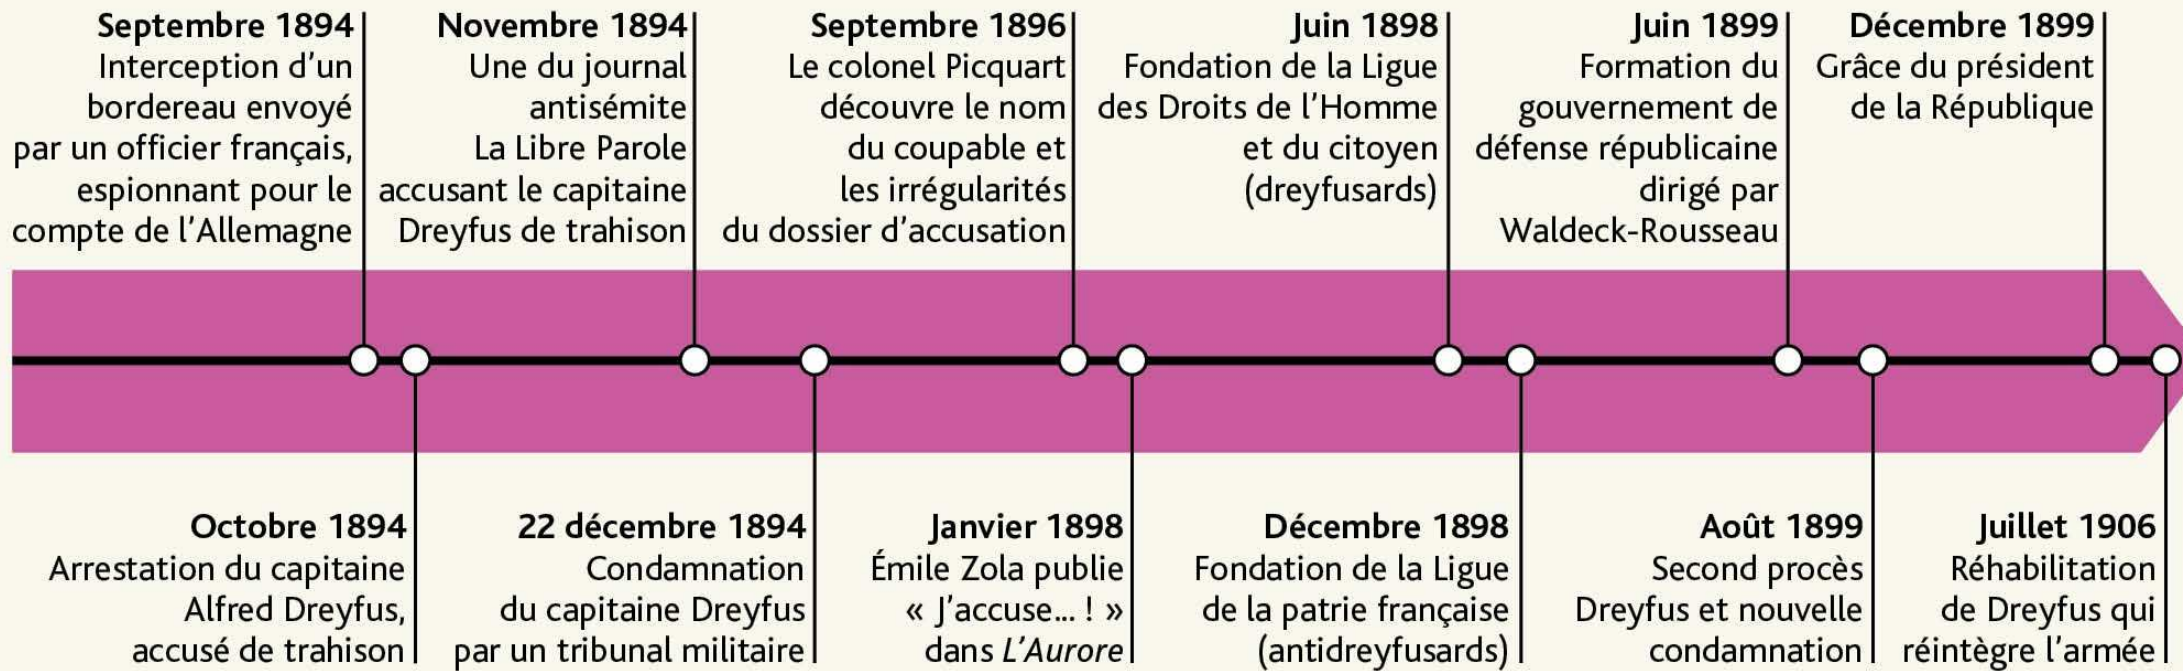 Septembre 1894
Interception d'un
bordereau envoyé
par un officier français,
espionnant pour le
compte de l'Allemagne
Novembre 1894
Une du journal
antisémite
La Libre Parole
accusant le capitaine
Dreyfus de trahison
Septembre 1896
Le colonel Picquart
découvre le nom
du coupable et
les irrégularités
du dossier d'accusation
Juin 1898
Fondation de la Ligue
des Droits de l'Homme
et du citoyen
(dreyfusards)
Juin 1899
Formation du
gouvernement de
défense républicaine
dirigé par
Waldeck-Rousseau
Décembre 1899
Grâce du président
de la République
Octobre 1894
Arrestation du capitaine
Alfred Dreyfus,
accusé de trahison
22 décembre 1894
Condamnation
du capitaine Dreyfus
par un tribunal militaire
Janvier 1898
Émile Zola publie
« J'accuse... ! »
dans L'Aurore
Décembre 1898
Fondation de la Ligue
de la patrie française
(antidreyfusards)
Août 1899
Second procès
Dreyfus et nouvelle
condamnation
Juillet 1906
Réhabilitation
de Dreyfus qui
réintègre l'armée